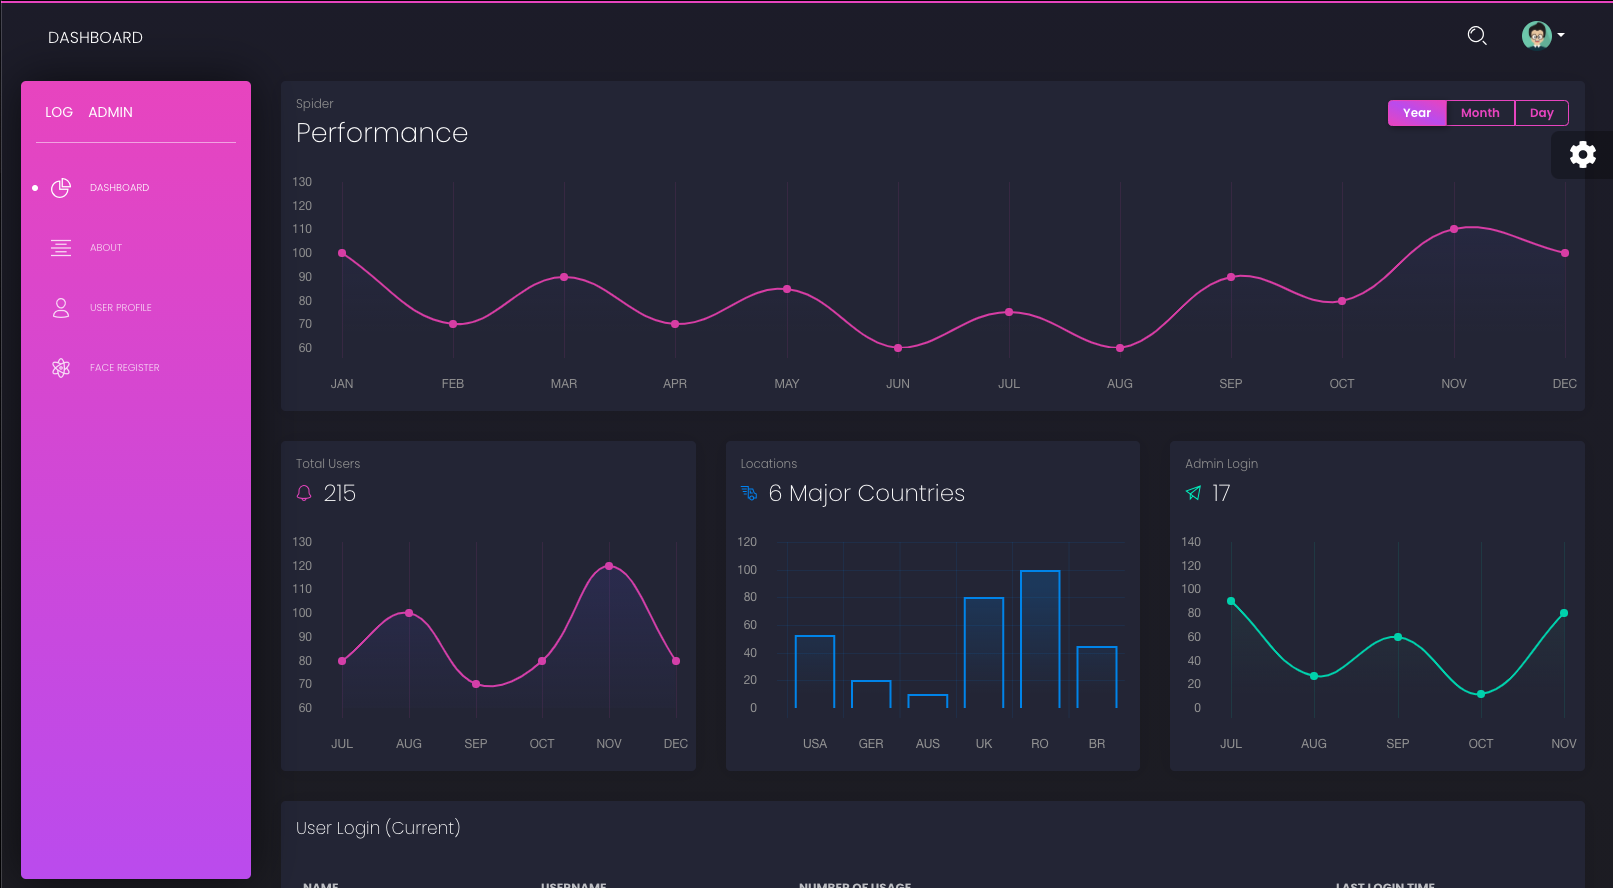 DASHBOARD
LOG ADMIN
DASHBOARD
ABOUT
USER PROFILE
FACE REGISTER
Spider
Performance
Year Month Day
130
120
110
100
90
80
70
60
JAN FEB MAR APR MAY JUN JUL AUG SEP OCT NOV DEC
Total Users
215
130
120
110
100
90
80
70
60
JUL AUG SEP OCT NOV DEC
Locations
6 Major Countries
120
100
80
60
40
20
0
USA GER AUS UK RO BR
Admin Login
17
140
120
100
80
60
40
20
0
JUL AUG SEP OCT NOV
User Login (Current)
NAME USERNAME NUMBER OF USAGE LAST LOGIN TIME